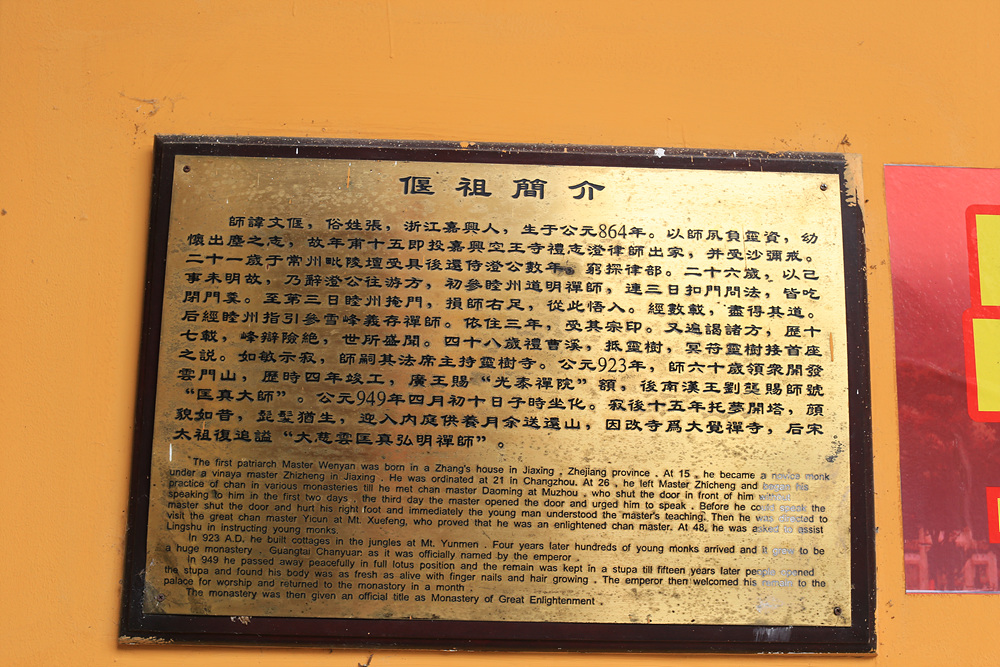 偃祖簡介
師諱文偃，俗姓張，浙江嘉興人，生于公元864年。以師夙負靈資，幼
懷出塵之志，故年甫十五即投嘉興空王寺禮志澄律師出家，并受沙彌戒。
二十一歲于常州毗陵壇受具後還侍澄公數年。窮探律部。二十六歲，以己
事未明故，乃辭澄公往游方，初參睦州道明禪師，連三日扣門問法，皆吃
閉門羹。至第三日睦州掩門，損師右足，從此悟入。經數載，盡得其道。
后經睦州指引參雪峰義存禪師。依住三年，受其宗印。又遍謁諸方，歷十
七載，峰辯險絶，世所盛聞。四十八歲禮曹溪，抵靈樹，冥符靈樹接首座
之説。如敏示寂，師嗣其法席主持靈樹寺。公元923年，師六十歲領衆開發
雲門山，歷時四年竣工，廣王賜“光泰禪院”額，後南漢王劉龑賜師號
“匡真大師”。公元949年四月初十日子時坐化。寂後十五年托夢開塔，顔
貌如昔，髭髮猶生，迎入内庭供養月余送還山，因改寺爲大覺禪寺，后宋
太祖復追謚“大慈雲匡真弘明禪師”。
The first patriarch Master Wenyan was born in a Zhang's house in Jiaxing , Zhejiang province . At 15 , he became a novice monk
under a vinaya master Zhizheng in Jiaxing . He was ordinated at 21 in Changzhou. At 26 , he left Master Zhicheng and began his
practice of chan in various monasteries till he met chan master Daoming at Muzhou , who shut the door in front of him without
speaking to him in the first two days , the third day the master opened the door and urged him to speak . Before he could speak the
master shut the door and hurt his right foot and immediately the young man understood the master's teaching. Then he was directed to
visit the great chan master Yicun at Mt. Xuefeng, who proved that he was an enlightened chan master. At 48, he was asked to assist
Lingshu in instructing young monks.
In 923 A.D. he built cottages in the jungles at Mt. Yunmen . Four years later hundreds of young monks arrived and it grew to be
a huge monastery . Guangtai Chanyuan: as it was officially named by the emperor .
In 949 he passed away peacefully in full lotus position and the remain was kept in a stupa till fifteen years later people opened
the stupa and found his body was as fresh as alive with finger nails and hair growing . The emperor then welcomed his to the
palace for worship and returned to the monastory in a month .
The monastery was then given an official title as Monastery of Great Enlightenment .